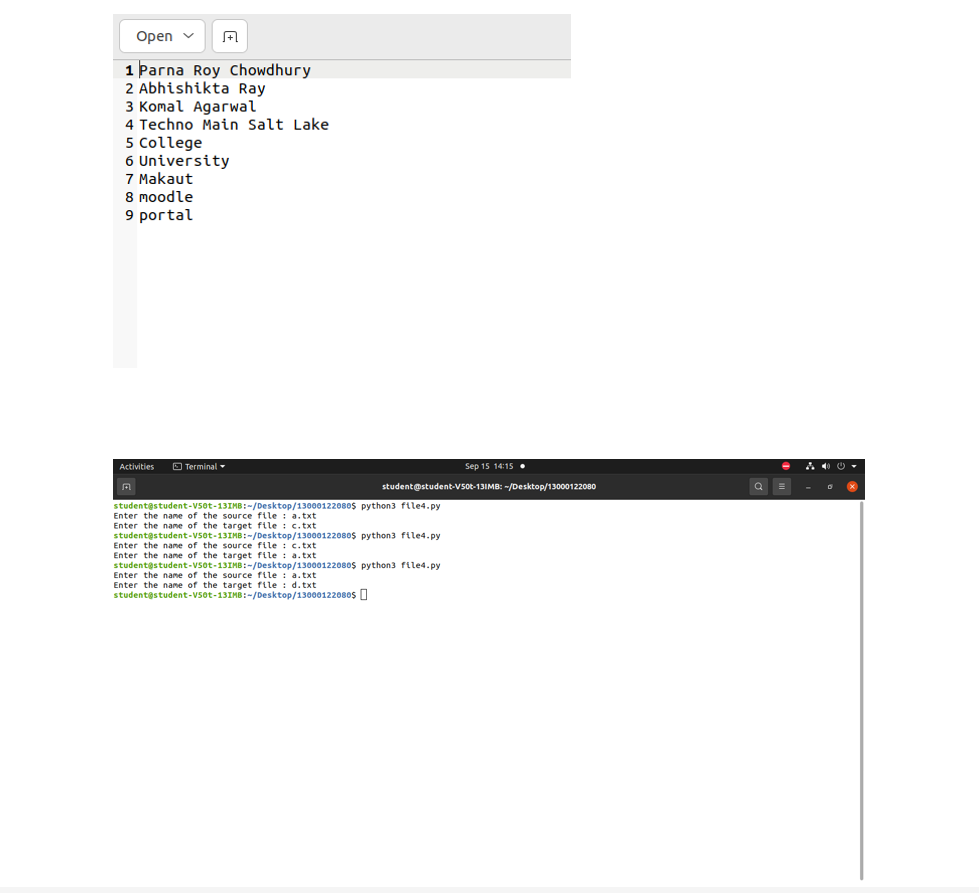 Open
1 Parna Roy Chowdhury
2 Abhishikta Ray
3 Komal Agarwal
4 Techno Main Salt Lake
5 College
6 University
7 Makaut
8 moodle
9 portal
Activities Terminal Sep 15 14:15
student@student-V50t-13IMB: ~/Desktop/13000122080
student@student-V50t-13IMB:~/Desktop/13000122080$ python3 file4.py
Enter the name of the source file : a.txt
Enter the name of the target file : c.txt
student@student-V50t-13IMB:~/Desktop/13000122080$ python3 file4.py
Enter the name of the source file : c.txt
Enter the name of the target file : a.txt
student@student-V50t-13IMB:~/Desktop/13000122080$ python3 file4.py
Enter the name of the source file : a.txt
Enter the name of the target file : d.txt
student@student-V50t-13IMB:~/Desktop/13000122080$